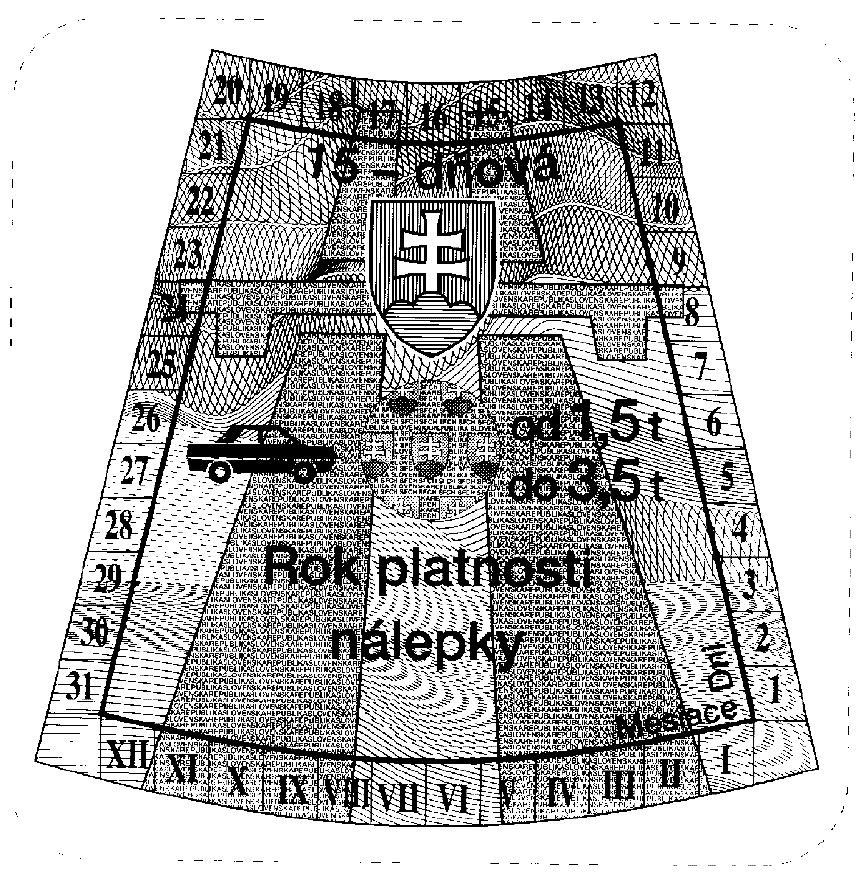 20 19 18 17 16 15 14 13 12
21 11
22 10
23 9
24 8
25 7
26 6
27 5
28 4
29 3
30 2
31 1
15 – dňová
od 1,5 t
do 3,5 t
Rok platnosti
nálepky
Dni
Mesiace
XII XI X IX VIII VII VI V IV III II I